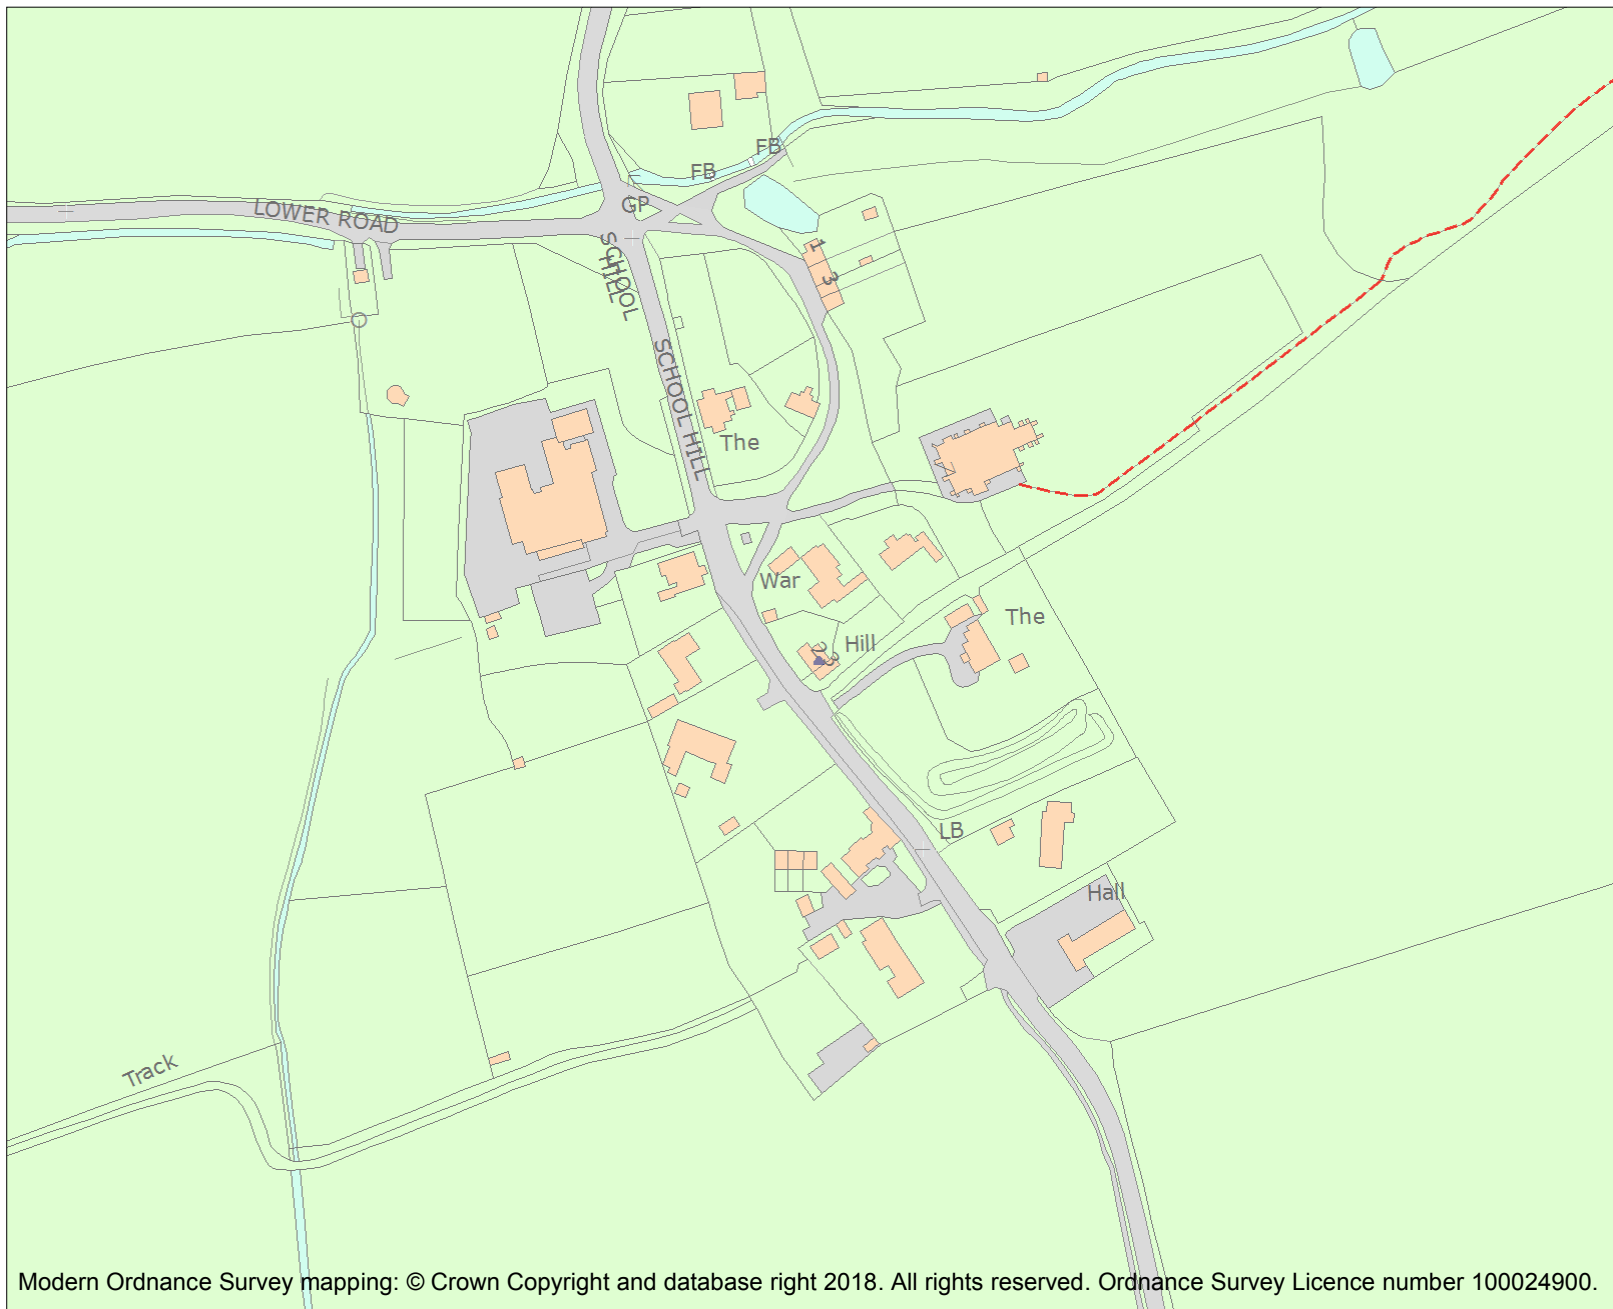 FB
FB
GP
LOWER ROAD
SCHOOL
HILL
1
3
SCHOOL HILL
The
War
The
Hill
23
LB
Hall
Track
Modern Ordnance Survey mapping: © Crown Copyright and database right 2018. All rights reserved. Ordnance Survey Licence number 100024900.